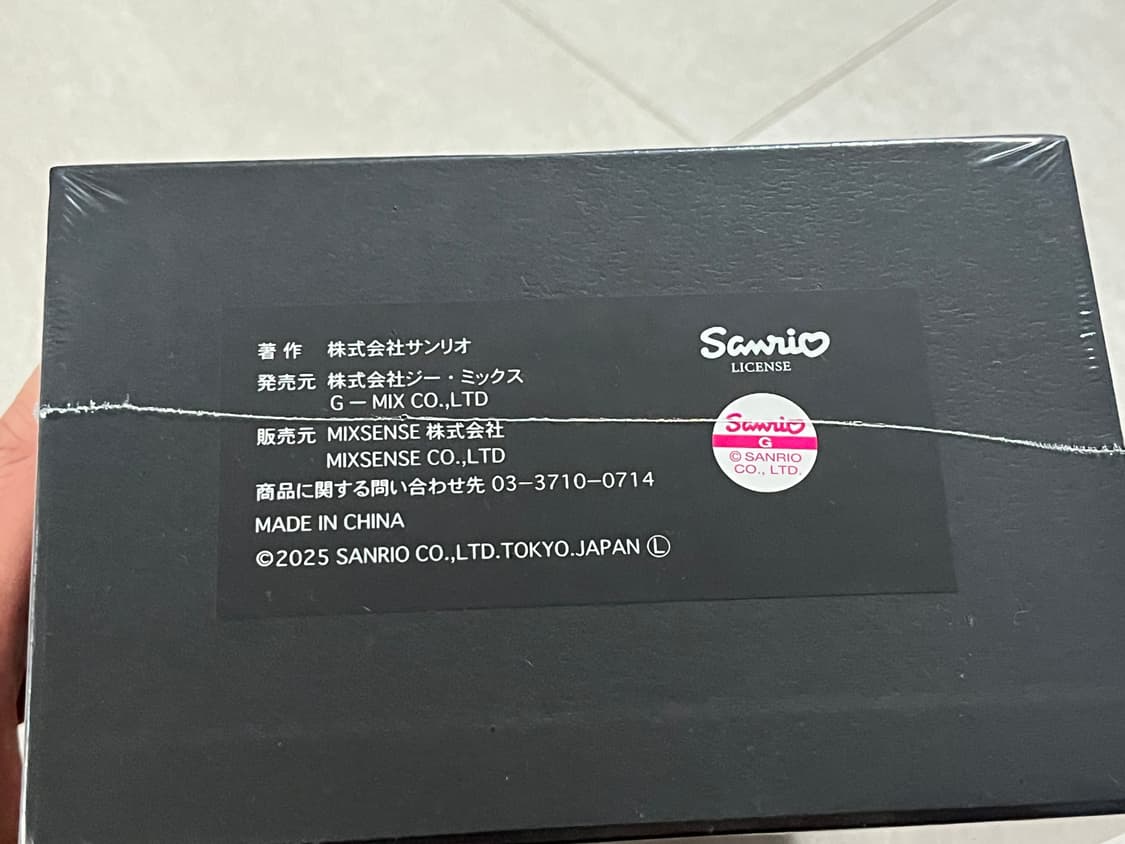 著作 株式会社サンリオ
発売元 株式会社ジー・ミックス
G－MIX CO.,LTD
販売元 MIXSENSE 株式会社
MIXSENSE CO.,LTD
商品に関する問い合わせ先 03－3710－0714
MADE IN CHINA
©2025 SANRIO CO.,LTD.TOKYO.JAPAN Ⓛ
Sanrio
LICENSE
Sanrio
G
© SANRIO
CO., LTD.